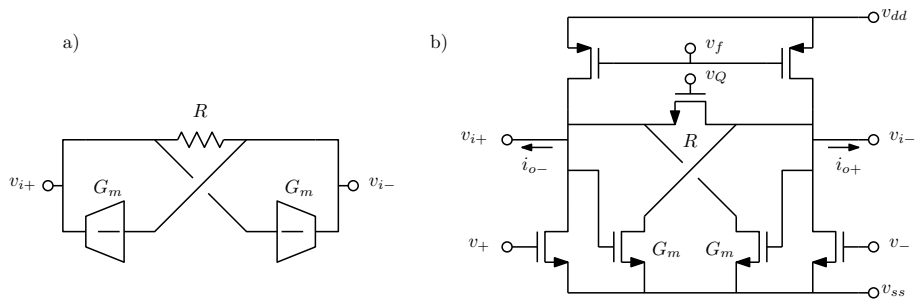 a)
R
v_{i+}
G_m
G_m
v_{i-}
b)
v_{dd}
v_f
v_Q
v_{i+}
R
v_{i-}
i_{o-}
i_{o+}
v_+
G_m
G_m
v_-
v_{ss}